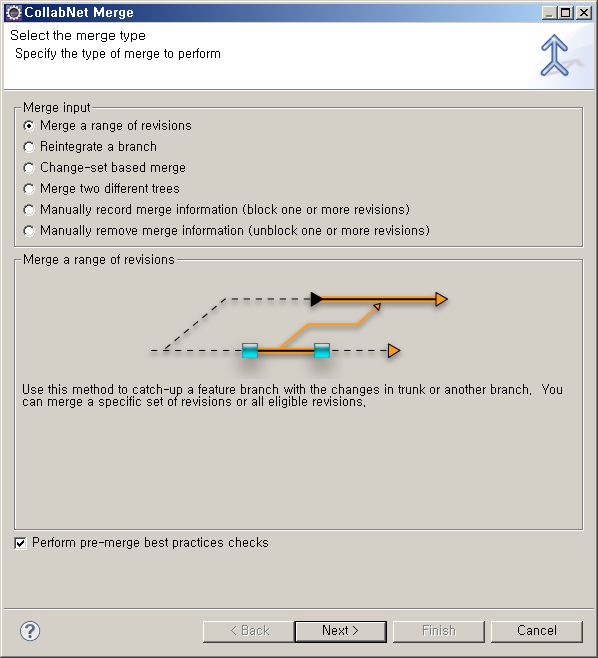 CollabNet Merge
Select the merge type
Specify the type of merge to perform
Merge input
Merge a range of revisions
Reintegrate a branch
Change-set based merge
Merge two different trees
Manually record merge information (block one or more revisions)
Manually remove merge information (unblock one or more revisions)
Merge a range of revisions
Use this method to catch-up a feature branch with the changes in trunk or another branch. You
can merge a specific set of revisions or all eligible revisions.
Perform pre-merge best practices checks
? < Back Next > Finish Cancel